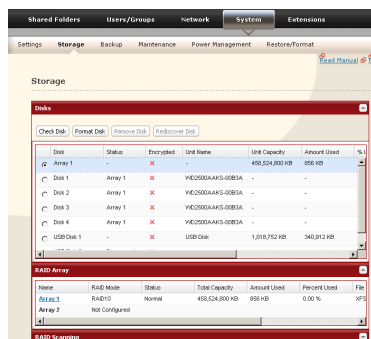 Shared Folders Users/Groups Network System Extensions
Settings Storage Backup Maintenance Power Management Restore/Format
Read Manual
Storage
Disks
Check Disk Format Disk Remove Disk Rediscover Disk
Disk Status Encrypted Unit Name Unit Capacity Amount Used %
Array 1 - - 458,524,800 KB 856 KB
Disk 1 Array 1 WD2500AAKS-00B3A - -
Disk 2 Array 1 WD2500AAKS-00B3A - -
Disk 3 Array 1 WD2500AAKS-00B3A - -
Disk 4 Array 1 WD2500AAKS-00B3A - -
USB Disk 1 - USB Disk 1,018,752 KB 340,912 KB
RAID Array
Name RAID Mode Status Total Capacity Amount Used Percent Used File
Array 1 RAID10 Normal 458,524,800 KB 856 KB 0.00 % XFS
Array 2 Not Configured
RAID Scanning